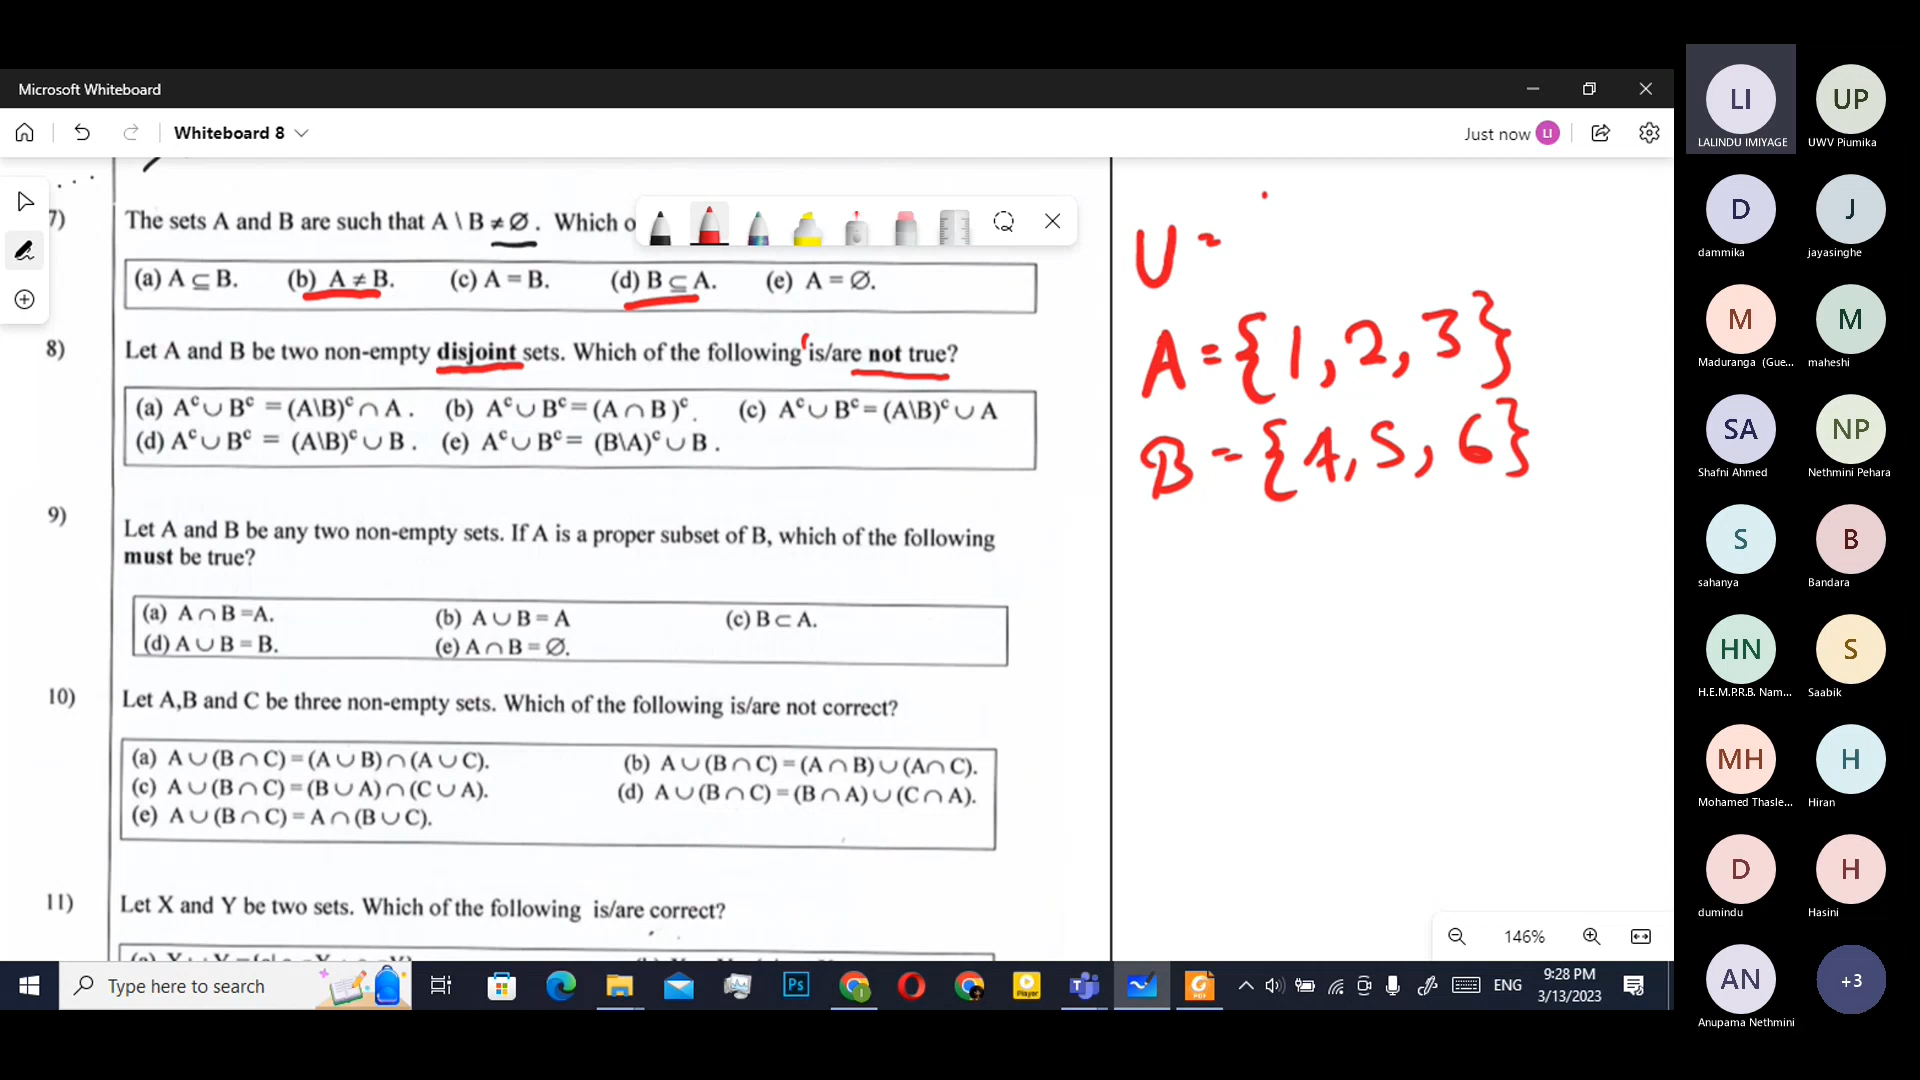 Microsoft Whiteboard
Whiteboard 8
Just now LI
7) The sets A and B are such that A \ B ≠ ∅. Which o
(a) A ⊆ B. (b) A ≠ B. (c) A = B. (d) B ⊆ A. (e) A = ∅.
8) Let A and B be two non-empty disjoint sets. Which of the following is/are not true?
(a) Aᶜ ∪ Bᶜ = (A\B)ᶜ ∩ A. (b) Aᶜ ∪ Bᶜ = (A ∩ B)ᶜ. (c) Aᶜ ∪ Bᶜ = (A\B)ᶜ ∪ A
(d) Aᶜ ∪ Bᶜ = (A\B)ᶜ ∪ B. (e) Aᶜ ∪ Bᶜ = (B\A)ᶜ ∪ B.
9)
Let A and B be any two non-empty sets. If A is a proper subset of B, which of the following
must be true?
(a) A ∩ B =A. (b) A ∪ B = A (c) B ⊂ A.
(d) A ∪ B = B. (e) A ∩ B = ∅.
10) Let A,B and C be three non-empty sets. Which of the following is/are not correct?
(a) A ∪ (B ∩ C) = (A ∪ B) ∩ (A ∪ C). (b) A ∪ (B ∩ C) = (A ∩ B) ∪ (A ∩ C).
(c) A ∪ (B ∩ C) = (B ∪ A) ∩ (C ∪ A). (d) A ∪ (B ∩ C) = (B ∩ A) ∪ (C ∩ A).
(e) A ∪ (B ∩ C) = A ∩ (B ∪ C).
11) Let X and Y be two sets. Which of the following is/are correct?
U =
A = {1, 2, 3}
B = {4, 5, 6}
146%
Type here to search
Ps
Player
ENG
9:28 PM
3/13/2023
LI UP
LALINDU IMIYAGE UWV Piumika
D J
dammika jayasinghe
M M
Maduranga (Gue... maheshi
SA NP
Shafni Ahmed Nethmini Pehara
S B
sahanya Bandara
HN S
H.E.M.P.R.B. Nam... Saabik
MH H
Mohamed Thasle... Hiran
D H
dumindu Hasini
AN +3
Anupama Nethmini